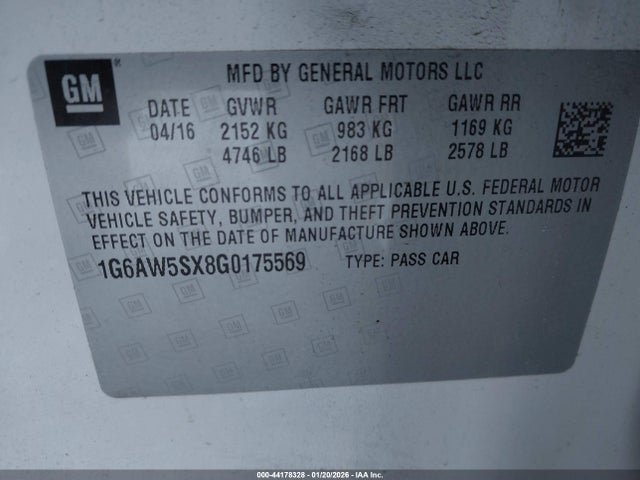 GM ® MFD BY GENERAL MOTORS LLC
DATE GVWR GAWR FRT GAWR RR
04/16 2152 KG 983 KG 1169 KG
4746 LB 2168 LB 2578 LB
THIS VEHICLE CONFORMS TO ALL APPLICABLE U.S. FEDERAL MOTOR
VEHICLE SAFETY, BUMPER, AND THEFT PREVENTION STANDARDS IN
EFFECT ON THE DATE OF MANUFACTURE SHOWN ABOVE.
1G6AW5SX8G0175569 TYPE: PASS CAR
000-44178328 - 01/20/2026 - IAA Inc.